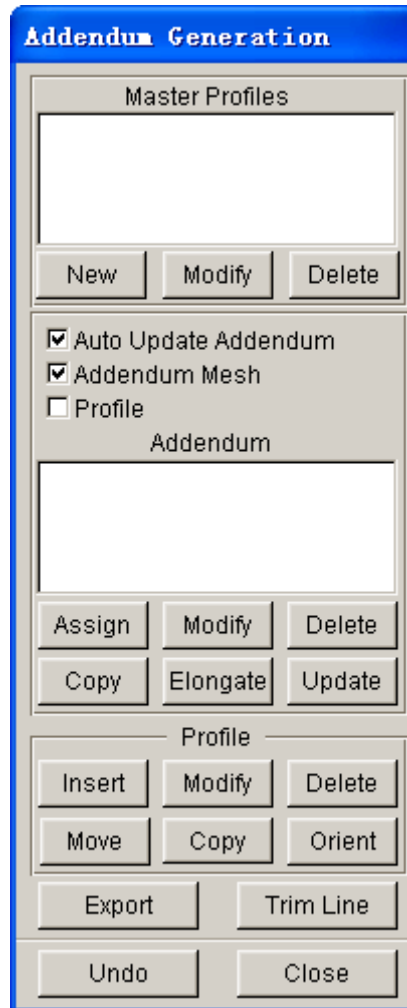 Addendum Generation
Master Profiles
New Modify Delete
Auto Update Addendum
Addendum Mesh
Profile
Addendum
Assign Modify Delete
Copy Elongate Update
Profile
Insert Modify Delete
Move Copy Orient
Export Trim Line
Undo Close